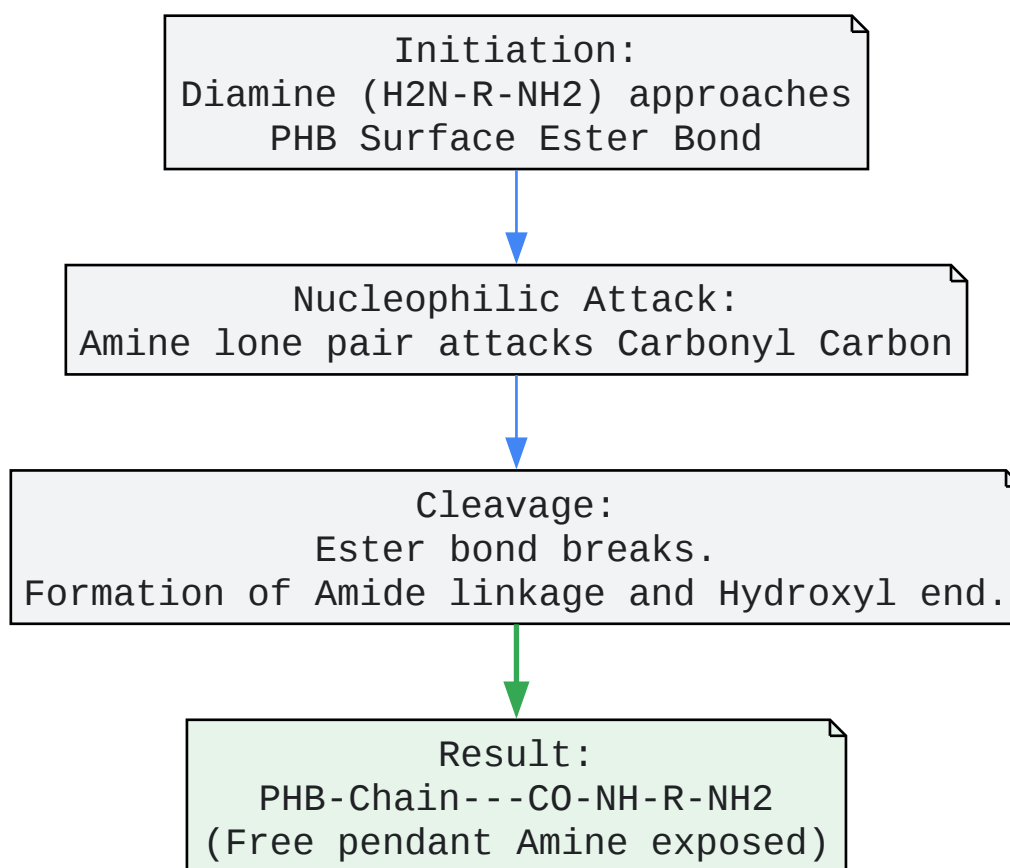 Initiation:
Diamine (H2N-R-NH2) approaches
PHB Surface Ester Bond
Nucleophilic Attack:
Amine lone pair attacks Carbonyl Carbon
Cleavage:
Ester bond breaks.
Formation of Amide linkage and Hydroxyl end.
Result:
PHB-Chain---CO-NH-R-NH2
(Free pendant Amine exposed)